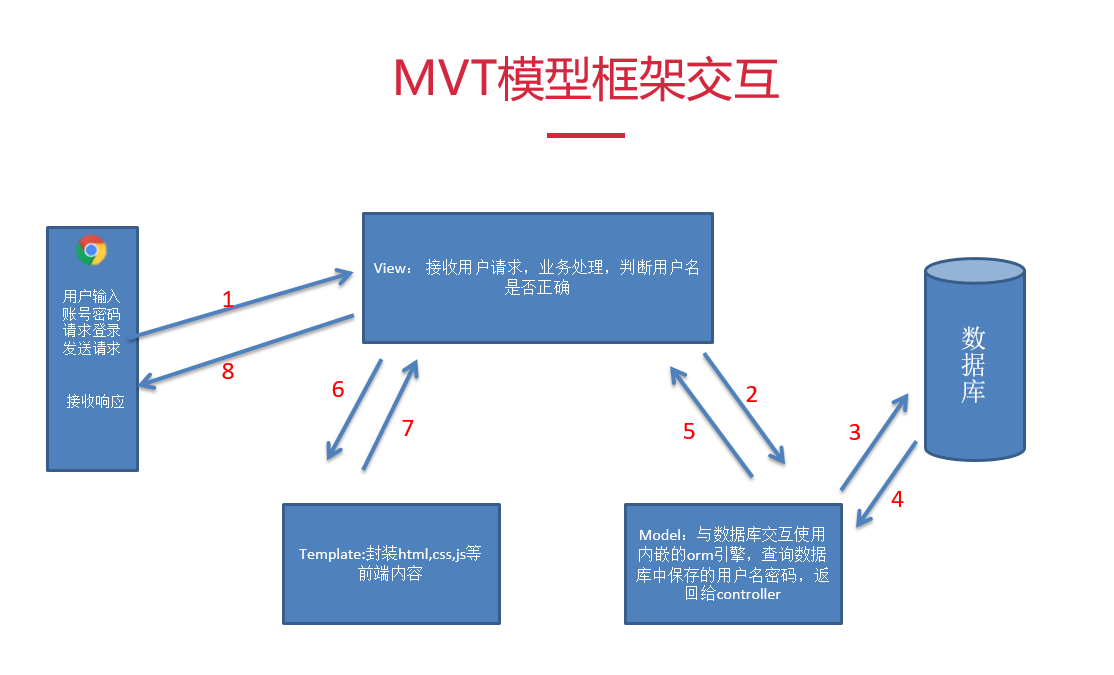 MVT模型框架交互
用户输入
账号密码
请求登录
发送请求
接收响应
1
8
View： 接收用户请求，业务处理，判断用户名
是否正确
6
7
5
2
3
4
数
据
库
Template:封装html,css,js等
前端内容
Model：与数据库交互使用
内嵌的orm引擎，查询数据
库中保存的用户名密码，返
回给controller